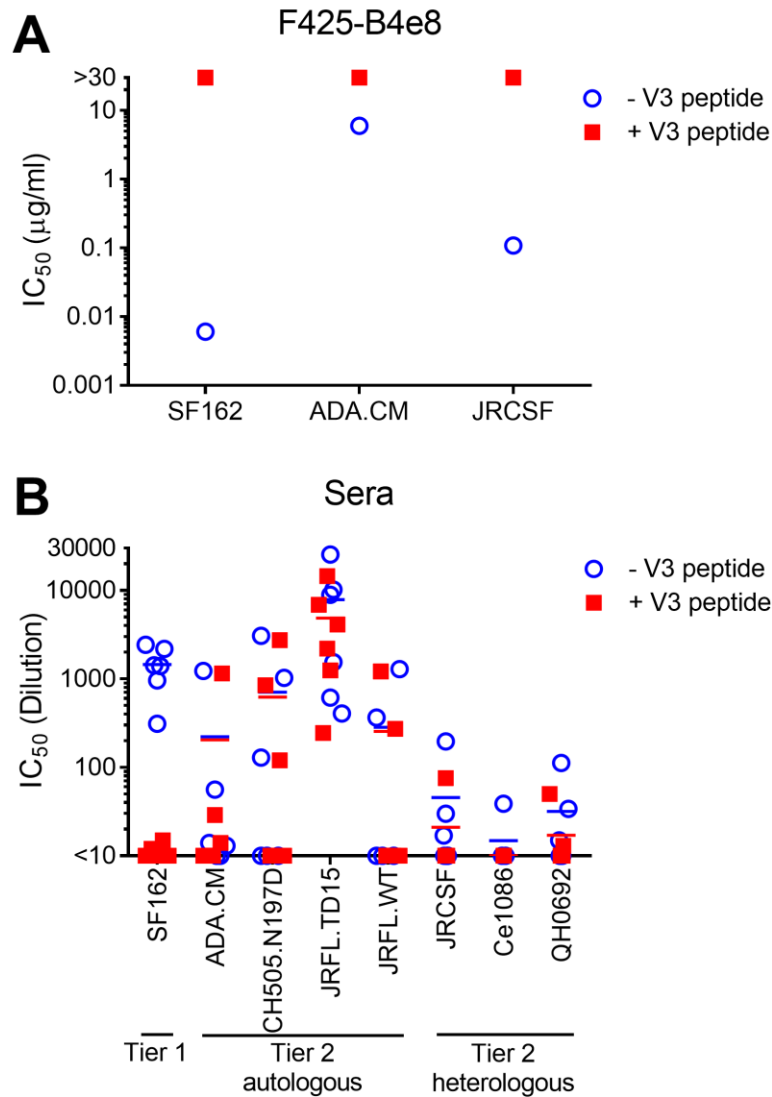 A
F425-B4e8
>30
10
1
0.1
0.01
0.001
IC50 (µg/ml)
SF162 ADA.CM JRCSF
- V3 peptide
+ V3 peptide
B
Sera
30000
10000
1000
100
<10
IC50 (Dilution)
- V3 peptide
+ V3 peptide
SF162
ADA.CM
CH505.N197D
JRFL.TD15
JRFL.WT
JRCSF
Ce1086
QH0692
Tier 1
Tier 2
autologous
Tier 2
heterologous